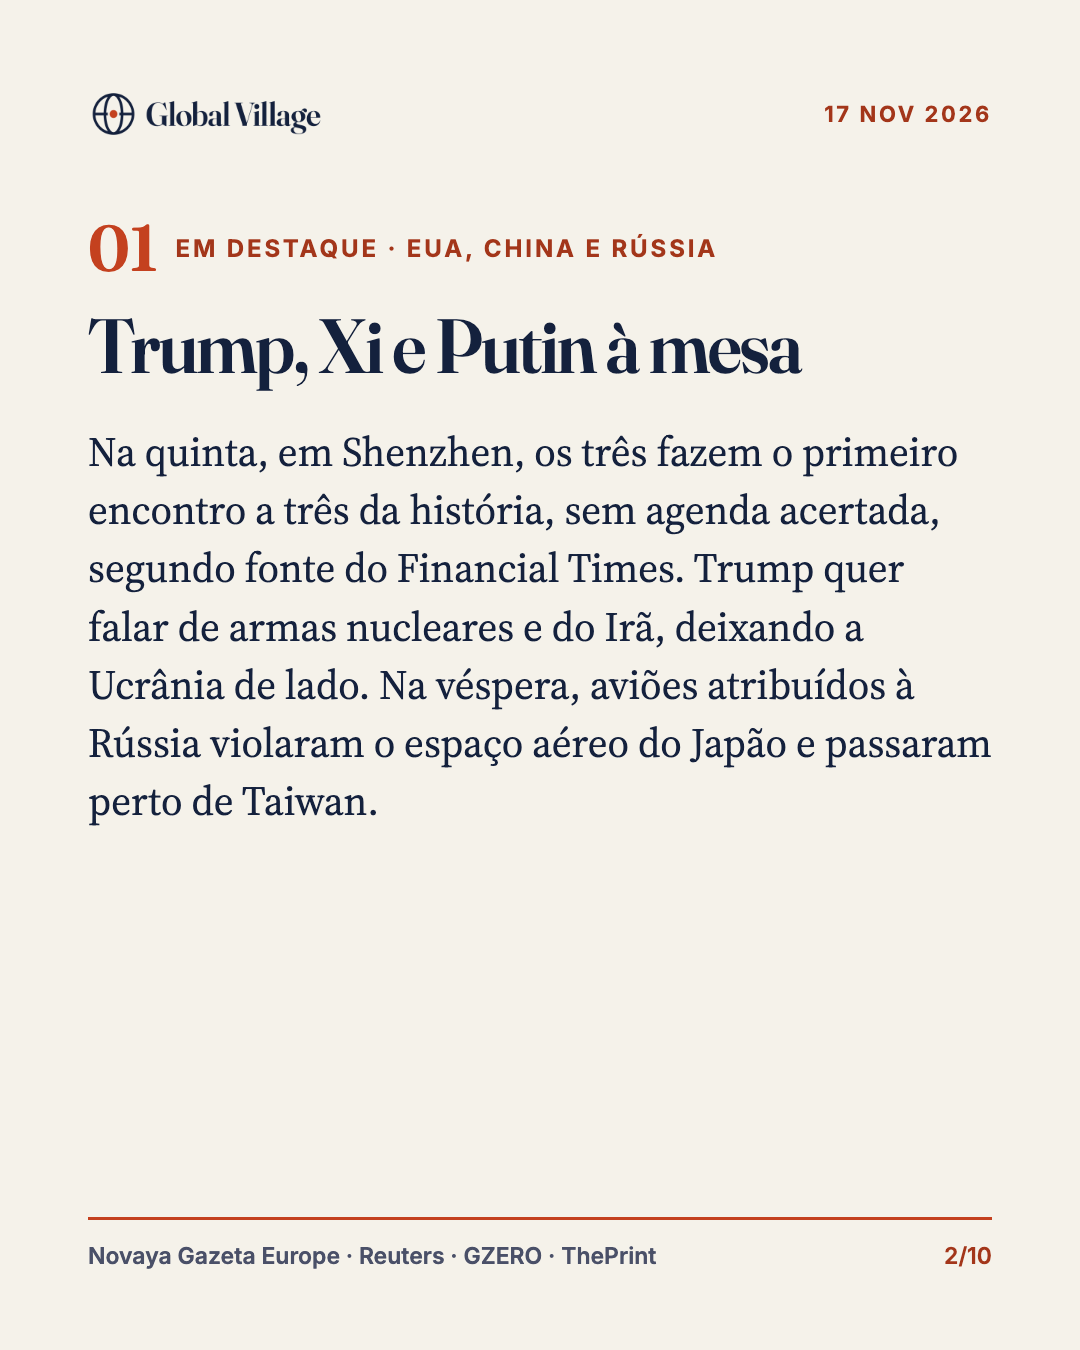 Global Village
17 NOV 2026
01 EM DESTAQUE · EUA, CHINA E RÚSSIA
Trump, Xi e Putin à mesa
Na quinta, em Shenzhen, os três fazem o primeiro
encontro a três da história, sem agenda acertada,
segundo fonte do Financial Times. Trump quer
falar de armas nucleares e do Irã, deixando a
Ucrânia de lado. Na véspera, aviões atribuídos à
Rússia violaram o espaço aéreo do Japão e passaram
perto de Taiwan.
Novaya Gazeta Europe · Reuters · GZERO · ThePrint
2/10